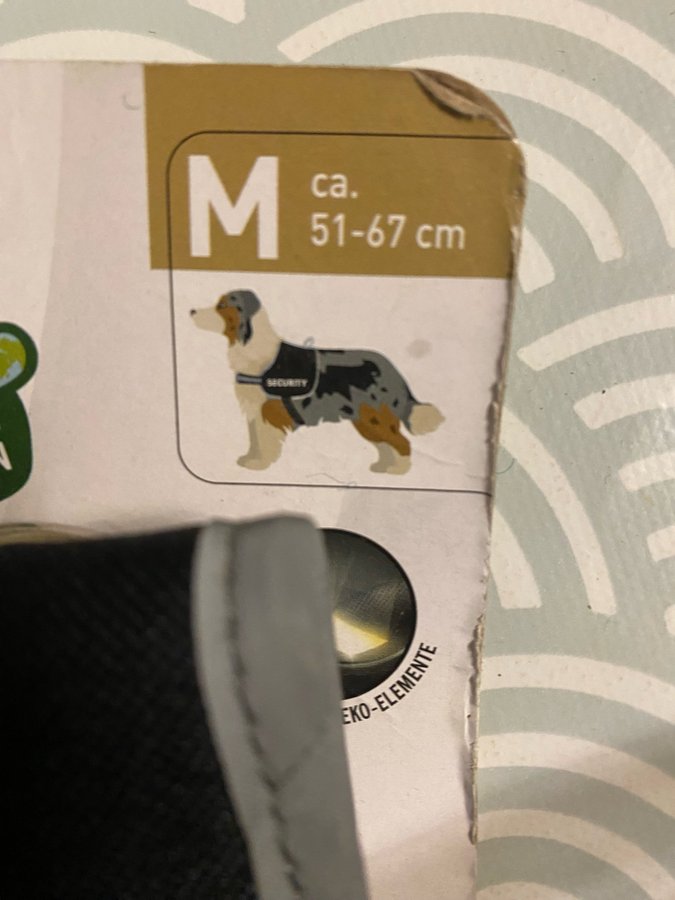 M
ca.
51-67 cm
SECURITY
N
EKO-ELEMENTE